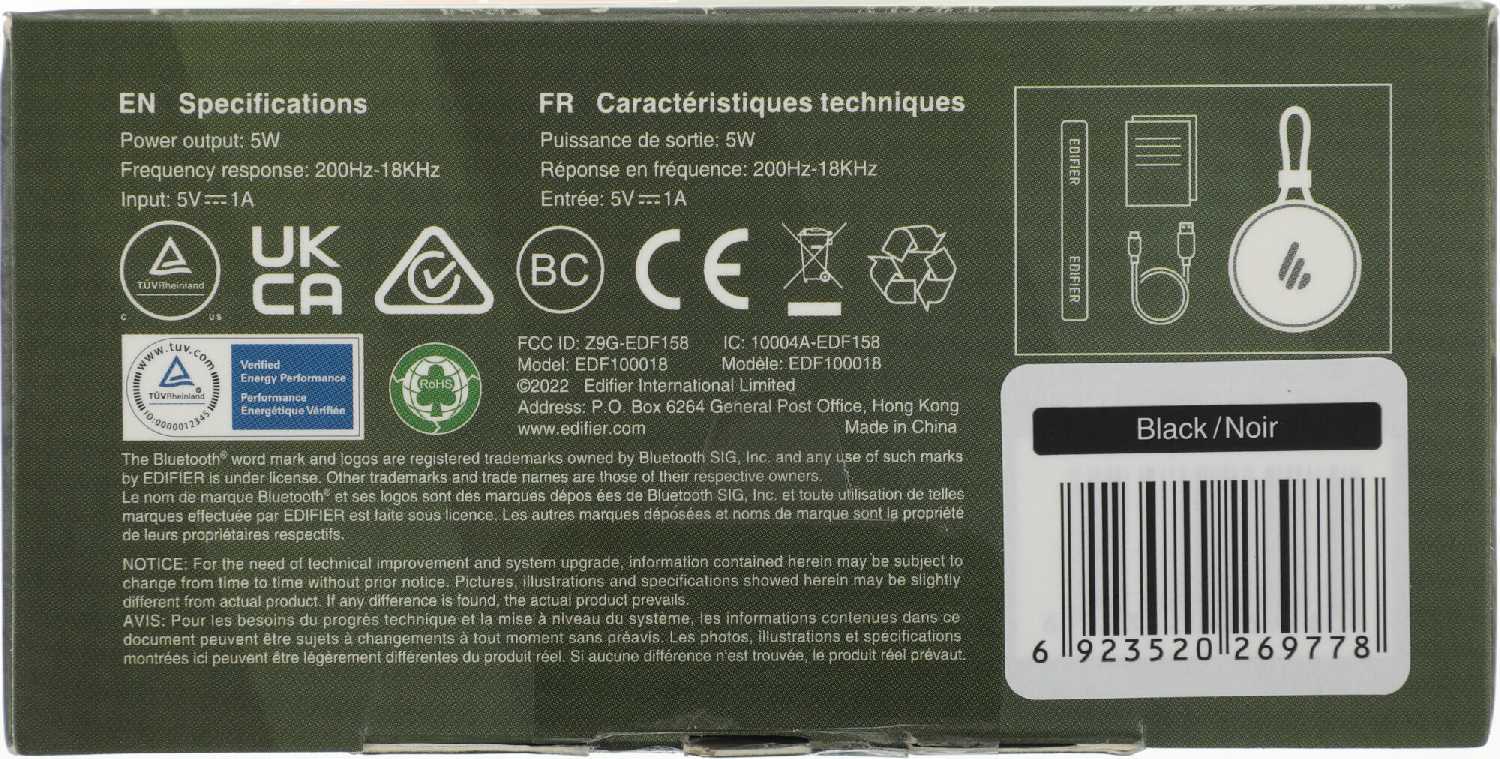 EN Specifications
Power output: 5W
Frequency response: 200Hz-18KHz
Input: 5V⎓1A
FR Caractéristiques techniques
Puissance de sortie: 5W
Réponse en fréquence: 200Hz-18KHz
Entrée: 5V⎓1A
EDIFIER
EDIFIER
TÜVRheinland
C US
UK
CA
BC
CE
www.tuv.com
TÜVRheinland®
ID:0000012345
Verified
Energy Performance
Performance
Energétique Vérifiée
RoHS
FCC ID: Z9G-EDF158 IC: 10004A-EDF158
Model: EDF100018 Modèle: EDF100018
©2022 Edifier International Limited
Address: P.O. Box 6264 General Post Office, Hong Kong
www.edifier.com Made in China
The Bluetooth® word mark and logos are registered trademarks owned by Bluetooth SIG, Inc. and any use of such marks
by EDIFIER is under license. Other trademarks and trade names are those of their respective owners.
Le nom de marque Bluetooth® et ses logos sont des marques dépos ées de Bluetooth SIG, Inc. et toute utilisation de telles
marques effectuée par EDIFIER est faite sous licence. Les autres marques déposées et noms de marque sont la propriété
de leurs propriétaires respectifs.
NOTICE: For the need of technical improvement and system upgrade, information contained herein may be subject to
change from time to time without prior notice. Pictures, illustrations and specifications showed herein may be slightly
different from actual product. If any difference is found, the actual product prevails.
AVIS: Pour les besoins du progrès technique et la mise à niveau du système, les informations contenues dans ce
document peuvent être sujets à changements à tout moment sans préavis. Les photos, illustrations et spécifications
montrées ici peuvent être légèrement différentes du produit réel. Si aucune différence n'est trouvée, le produit réel prévaut.
Black/Noir
6 923520 269778